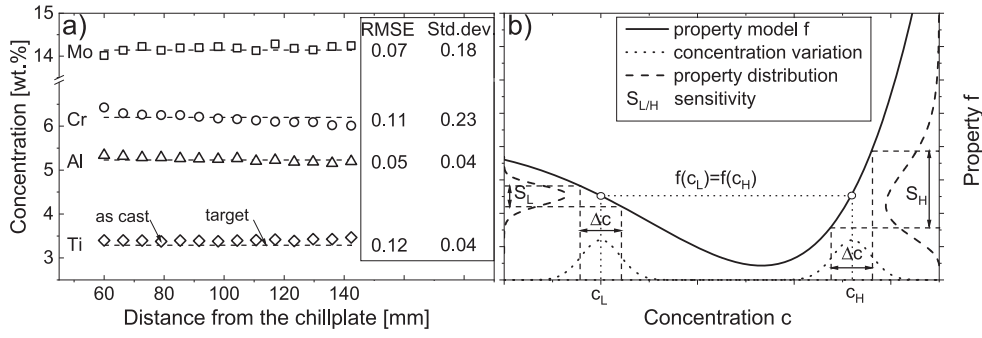 a)
RMSE Std.dev.
15
Mo
0.07 0.18
14
Concentration [wt.%]
Cr
6
0.11 0.23
Al
5
0.05 0.04
4
as cast
target
Ti
3
0.12 0.04
60 80 100 120 140
Distance from the chillplate [mm]
b)
property model f
concentration variation
property distribution
S_L/H sensitivity
f(c_L)=f(c_H)
S_L
S_H
Δc
Δc
c_L
c_H
Concentration c
Property f